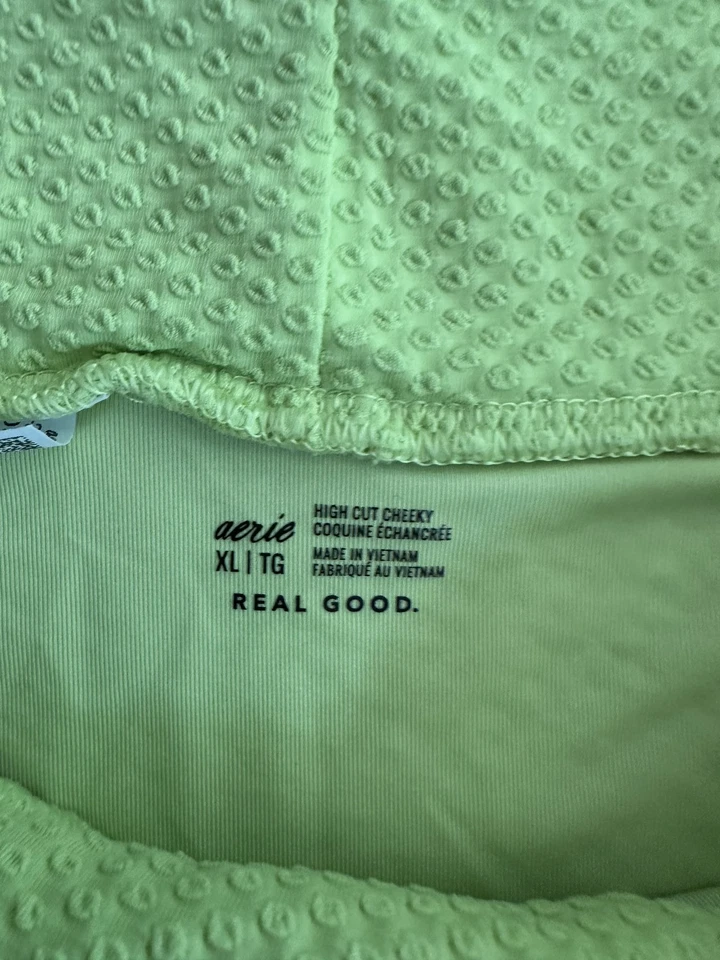 aerie
XL | TG
HIGH CUT CHEEKY
COQUINE ÉCHANCRÉE
MADE IN VIETNAM
FABRIQUÉ AU VIETNAM
REAL GOOD.